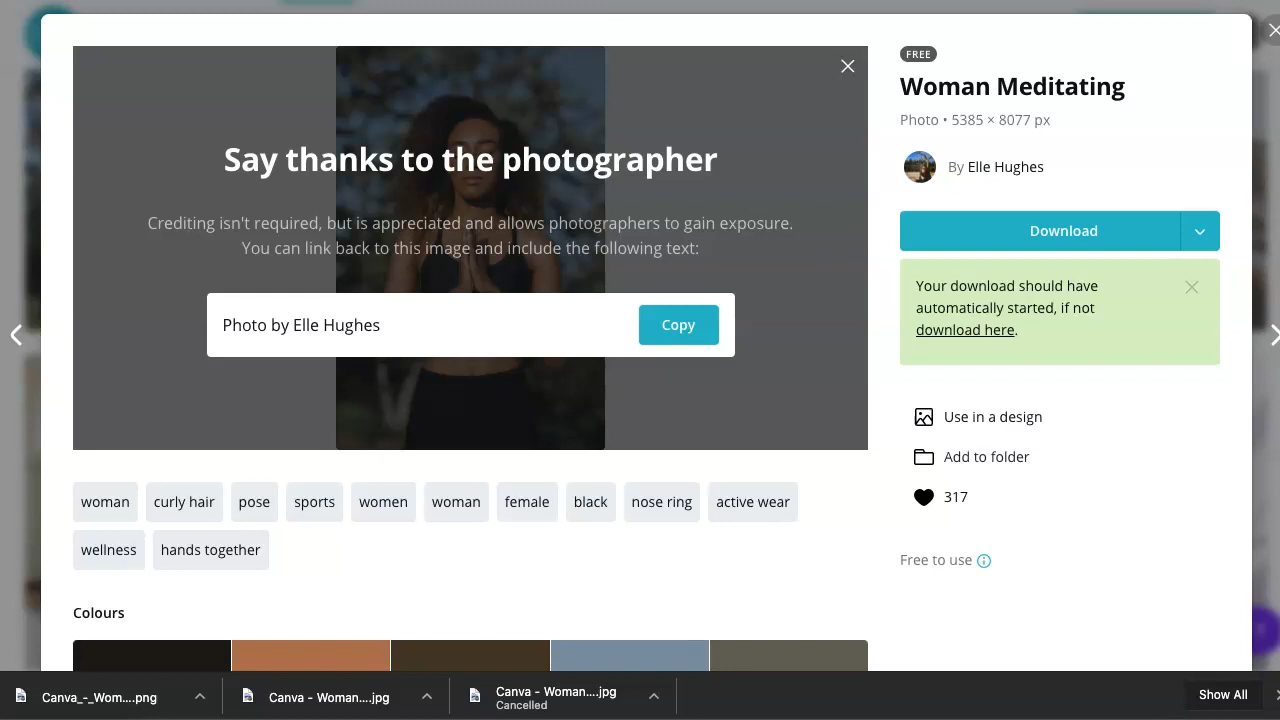 FREE
Woman Meditating
Photo • 5385 × 8077 px
By Elle Hughes
Say thanks to the photographer
Crediting isn't required, but is appreciated and allows photographers to gain exposure.
You can link back to this image and include the following text:
Photo by Elle Hughes
Copy
Download
Your download should have
automatically started, if not
download here.
Use in a design
Add to folder
317
Free to use
woman curly hair pose sports women woman female black nose ring active wear
wellness hands together
Colours
Canva_-_Wom....png
Canva - Woman....jpg
Canva - Woman....jpg
Cancelled
Show All